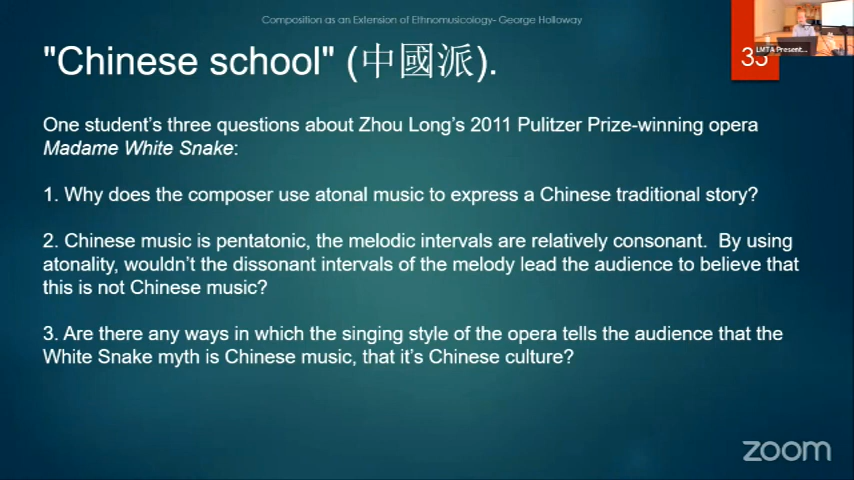 Composition as an Extension of Ethnomusicology- George Holloway
"Chinese school" (中國派).
LMTA Present...
One student's three questions about Zhou Long's 2011 Pulitzer Prize-winning opera
Madame White Snake:
1. Why does the composer use atonal music to express a Chinese traditional story?
2. Chinese music is pentatonic, the melodic intervals are relatively consonant.  By using
atonality, wouldn't the dissonant intervals of the melody lead the audience to believe that
this is not Chinese music?
3. Are there any ways in which the singing style of the opera tells the audience that the
White Snake myth is Chinese music, that it's Chinese culture?
zoom